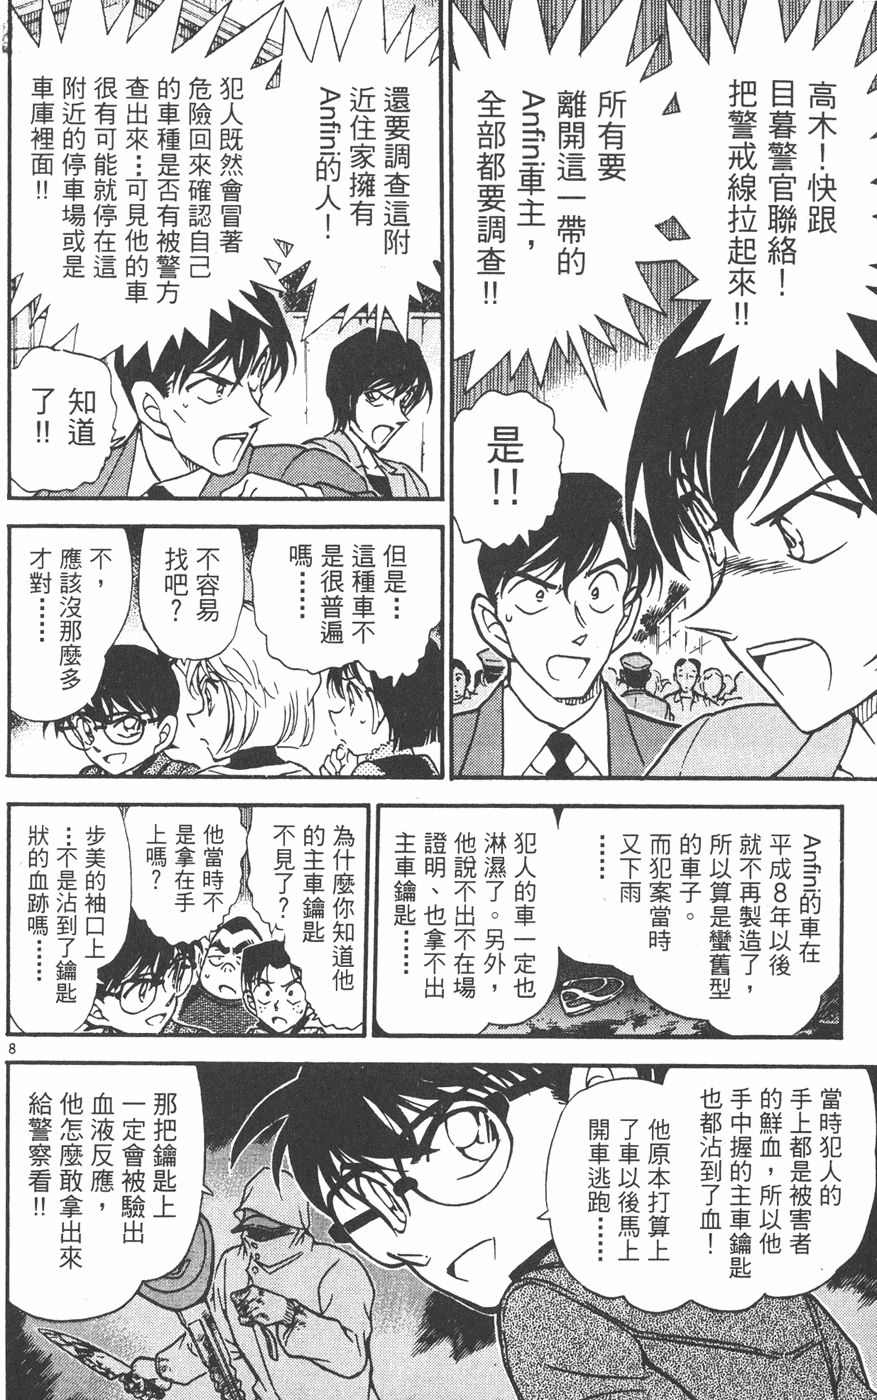 高木！快跟
目暮警官聯絡！
把警戒線拉起來!!
所有要
離開這一帶的
Anfini車主，
全部都要調查!!
是!!
還要調查這附
近住家擁有
Anfini的人！
犯人既然會冒著
危險回來確認自己
的車種是否有被警方
查出來…可見他的車
很有可能就停在這
附近的停車場或是
車庫裡面!!
知道
了!!
但是…
這種車不
是很普遍
嗎……
不容易
找吧？
不，
應該沒那麼多
才對……
Anfini的車在
平成8年以後
就不再製造了，
所以算是蠻舊型
的車子。
而犯案當時
又下雨
……
犯人的車一定也
淋濕了。另外，
他說不出不在場
證明、也拿不出
主車鑰匙……
為什麼你知道他
的主車鑰匙
不見了？
他當時不
是拿在手
上嗎？
步美的袖口上
…不是沾到了鑰匙
狀的血跡嗎……
當時犯人的
手上都是被害者
的鮮血，所以他
手中握的主車鑰匙
也都沾到了血！
他原本打算上
了車以後馬上
開車逃跑……
那把鑰匙上
一定會被驗出
血液反應，
他怎麼敢拿出來
給警察看!!
8